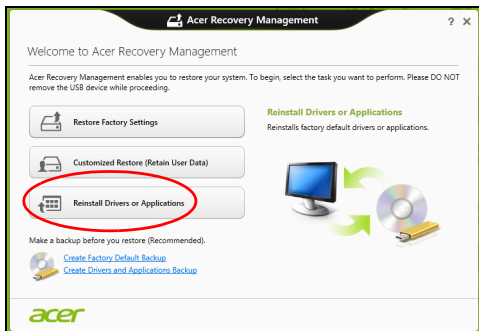 Acer Recovery Management
? X
Welcome to Acer Recovery Management
Acer Recovery Management enables you to restore your system. To begin, select the task you want to perform. Please DO NOT
remove the USB device while proceeding.
Restore Factory Settings
Customized Restore (Retain User Data)
Reinstall Drivers or Applications
Reinstall Drivers or Applications
Reinstalls factory default drivers or applications.
Make a backup before you restore (Recommended).
Create Factory Default Backup
Create Drivers and Applications Backup
acer